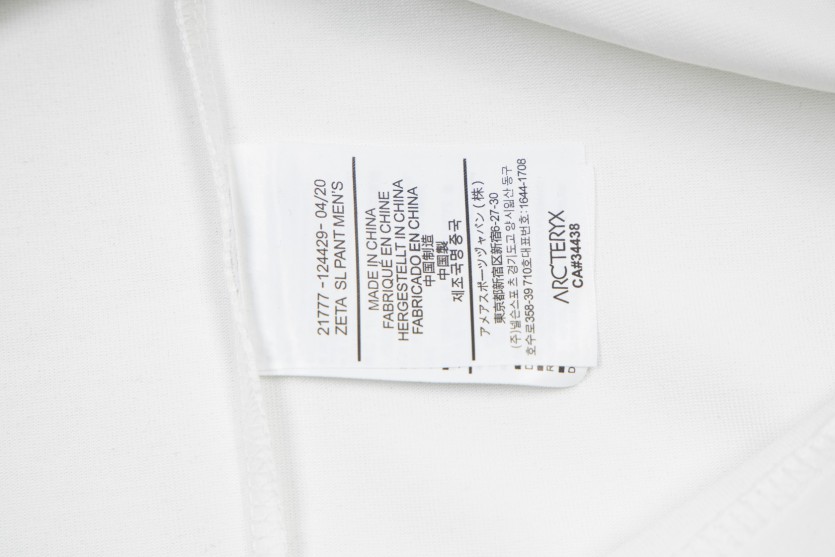 21777 -124429- 04/20
ZETA SL PANT MEN'S
MADE IN CHINA
FABRIQUÉ EN CHINE
HERGESTELLT IN CHINA
FABRICADO EN CHINA
中国制造
中国製
제조국명 중국
アメアスポーツヅャパン(株)
東京都新宿区新宿6-27-30
(주)넬슨스포 츠 경기도고 양 시일산 동구
호수로358-39 710호대표번호:1644-1708
ARC'TERYX
CA#34438